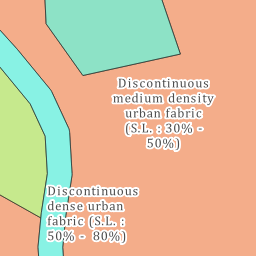 Discontinuous
medium density
urban fabric
(S.L. : 30% -
50%)
Discontinuous
dense urban
fabric (S.L. :
50% -  80%)